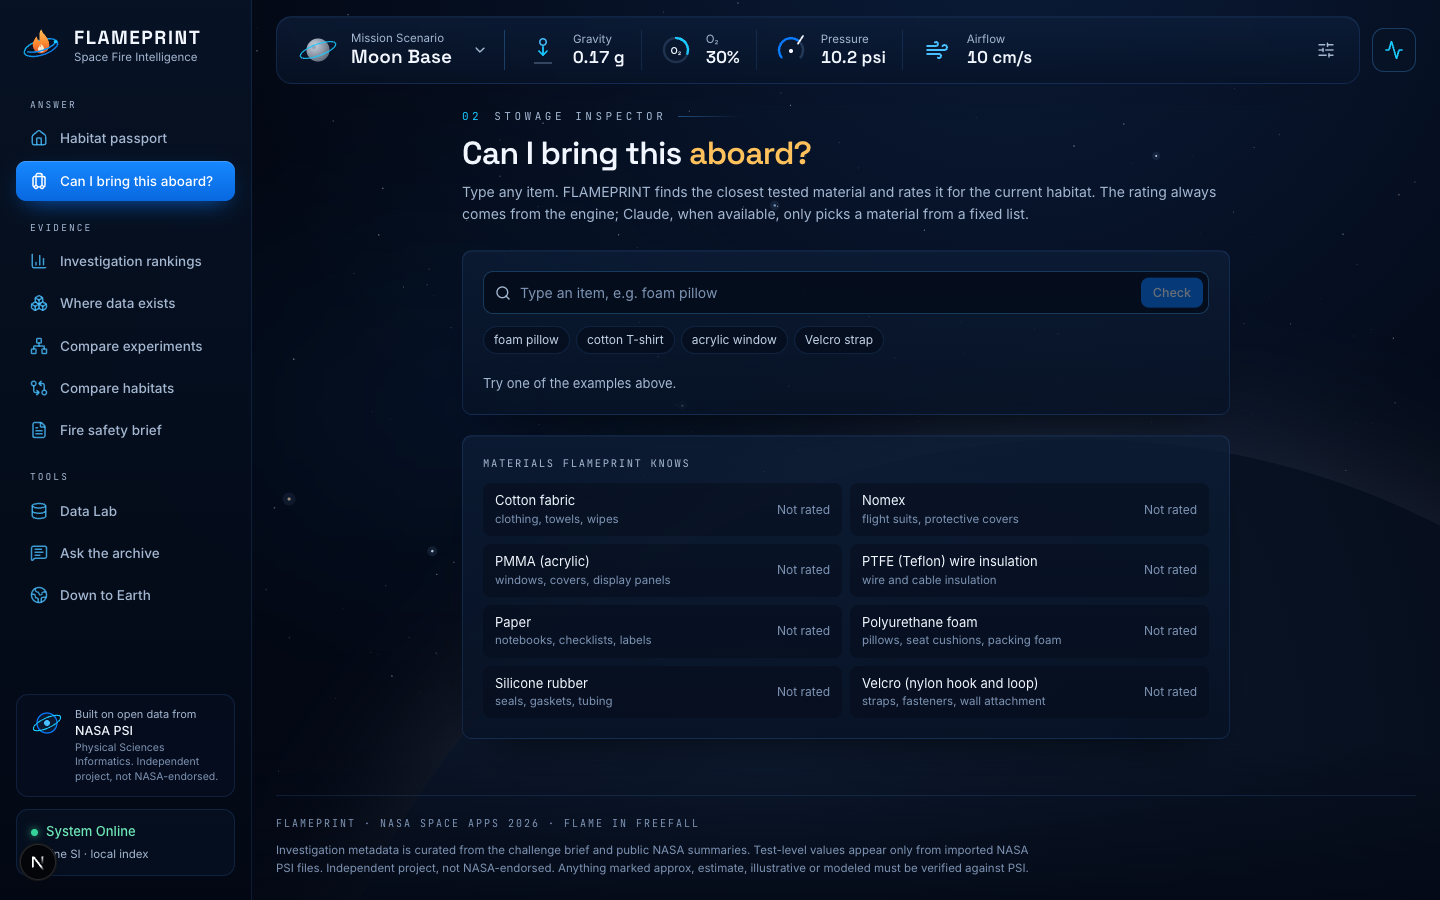 FLAMEPRINT
Space Fire Intelligence
ANSWER
Habitat passport
Can I bring this aboard?
EVIDENCE
Investigation rankings
Where data exists
Compare experiments
Compare habitats
Fire safety brief
TOOLS
Data Lab
Ask the archive
Down to Earth
Built on open data from
NASA PSI
Physical Sciences
Informatics. Independent
project, not NASA-endorsed.
System Online
ne SI · local index
N
Mission Scenario
Moon Base
Gravity
0.17 g
O₂
O₂
30%
Pressure
10.2 psi
Airflow
10 cm/s
02 STOWAGE INSPECTOR
Can I bring this aboard?
Type any item. FLAMEPRINT finds the closest tested material and rates it for the current habitat. The rating always
comes from the engine; Claude, when available, only picks a material from a fixed list.
Type an item, e.g. foam pillow
Check
foam pillow
cotton T-shirt
acrylic window
Velcro strap
Try one of the examples above.
MATERIALS FLAMEPRINT KNOWS
Cotton fabric
clothing, towels, wipes
Not rated
Nomex
flight suits, protective covers
Not rated
PMMA (acrylic)
windows, covers, display panels
Not rated
PTFE (Teflon) wire insulation
wire and cable insulation
Not rated
Paper
notebooks, checklists, labels
Not rated
Polyurethane foam
pillows, seat cushions, packing foam
Not rated
Silicone rubber
seals, gaskets, tubing
Not rated
Velcro (nylon hook and loop)
straps, fasteners, wall attachment
Not rated
FLAMEPRINT · NASA SPACE APPS 2026 · FLAME IN FREEFALL
Investigation metadata is curated from the challenge brief and public NASA summaries. Test-level values appear only from imported NASA
PSI files. Independent project, not NASA-endorsed. Anything marked approx, estimate, illustrative or modeled must be verified against PSI.